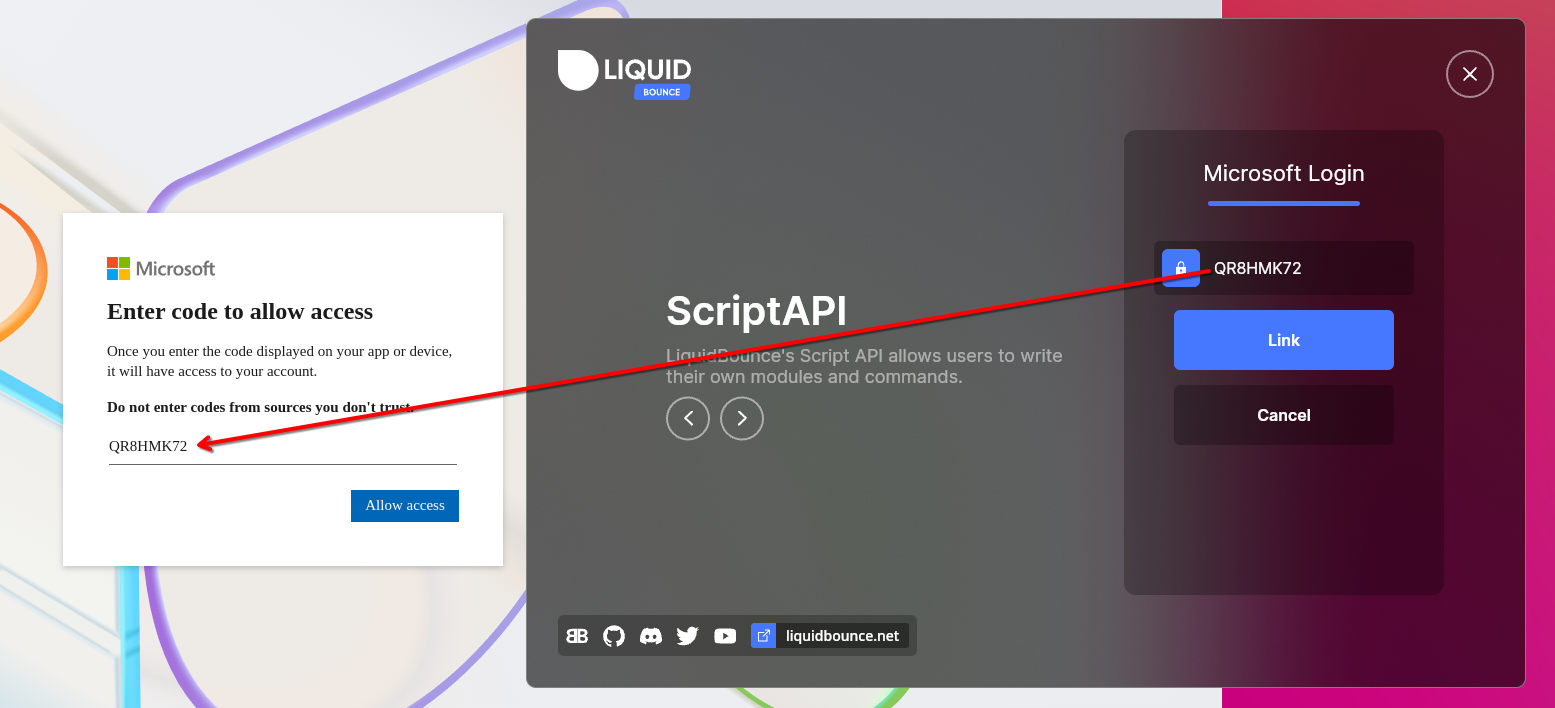 Microsoft
Enter code to allow access
Once you enter the code displayed on your app or device,
it will have access to your account.
Do not enter codes from sources you don't trust.
QR8HMK72
Allow access
LIQUID
BOUNCE
ScriptAPI
LiquidBounce's Script API allows users to write
their own modules and commands.
BB
liquidbounce.net
Microsoft Login
QR8HMK72
Link
Cancel